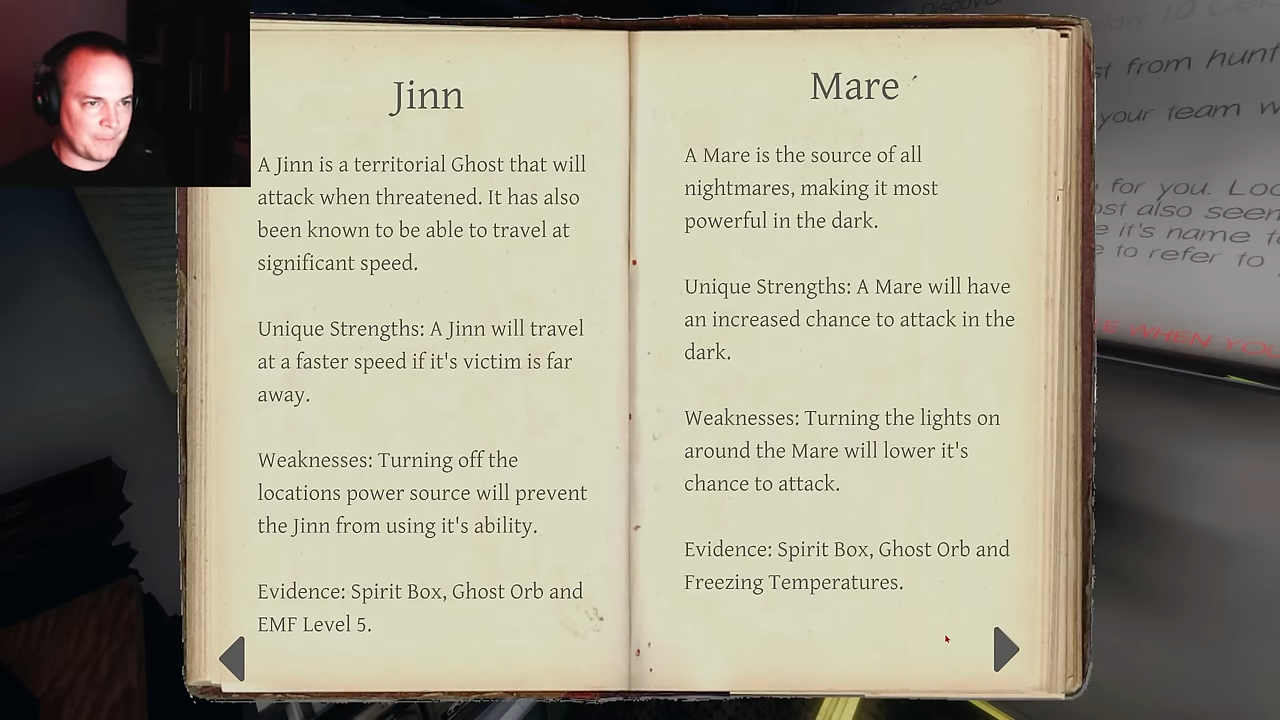 Jinn
A Jinn is a territorial Ghost that will
attack when threatened. It has also
been known to be able to travel at
significant speed.
Unique Strengths: A Jinn will travel
at a faster speed if it's victim is far
away.
Weaknesses: Turning off the
locations power source will prevent
the Jinn from using it's ability.
Evidence: Spirit Box, Ghost Orb and
EMF Level 5.
Mare
A Mare is the source of all
nightmares, making it most
powerful in the dark.
Unique Strengths: A Mare will have
an increased chance to attack in the
dark.
Weaknesses: Turning the lights on
around the Mare will lower it's
chance to attack.
Evidence: Spirit Box, Ghost Orb and
Freezing Temperatures.
from hunt
your team
for you.
also seen
it's name
to refer to
WHEN YOU